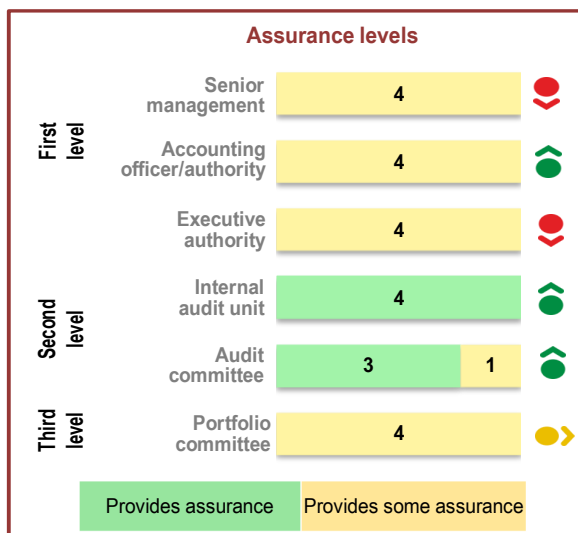 Assurance levels
First
level
Senior
management
4
Accounting
officer/authority
4
Executive
authority
4
Second
level
Internal
audit unit
4
Audit
committee
3 1
Third
level
Portfolio
committee
4
Provides assurance Provides some assurance